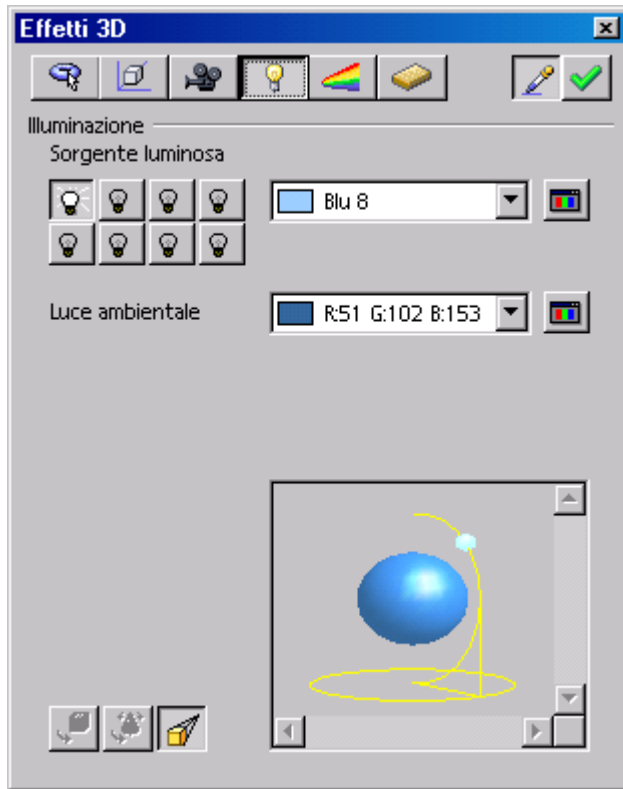 Effetti 3D
Illuminazione
Sorgente luminosa
Blu 8
Luce ambientale
R:51 G:102 B:153